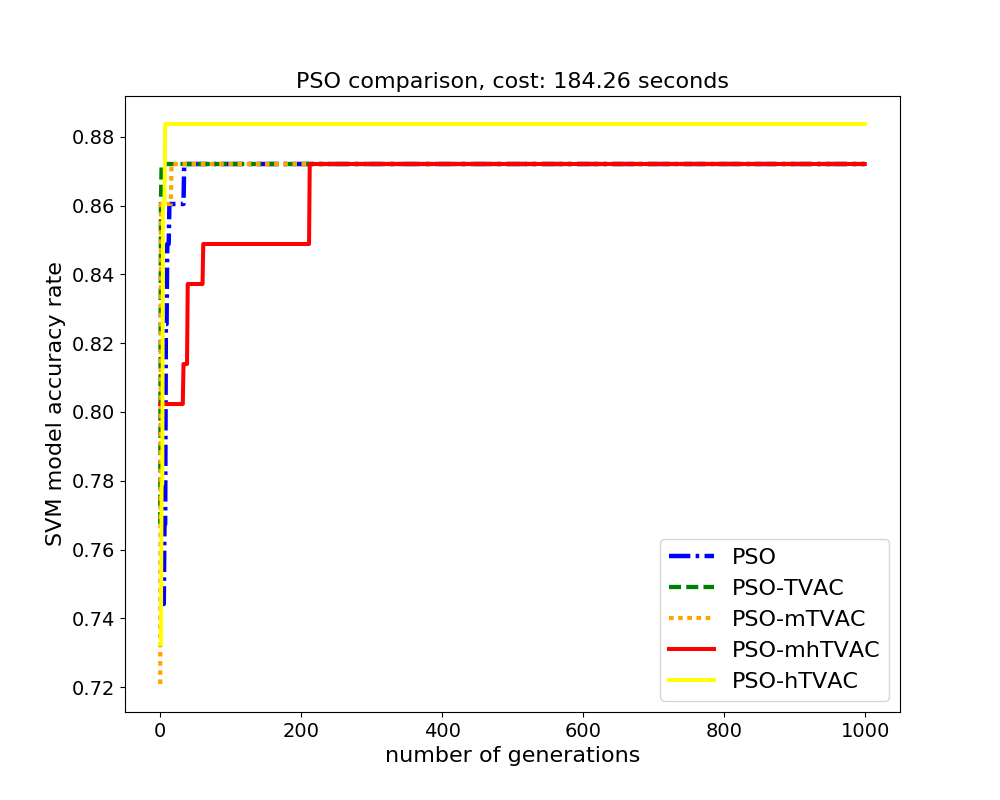 PSO comparison, cost: 184.26 seconds
SVM model accuracy rate
0.88
0.86
0.84
0.82
0.80
0.78
0.76
0.74
0.72
PSO
PSO-TVAC
PSO-mTVAC
PSO-mhTVAC
PSO-hTVAC
0 200 400 600 800 1000
number of generations